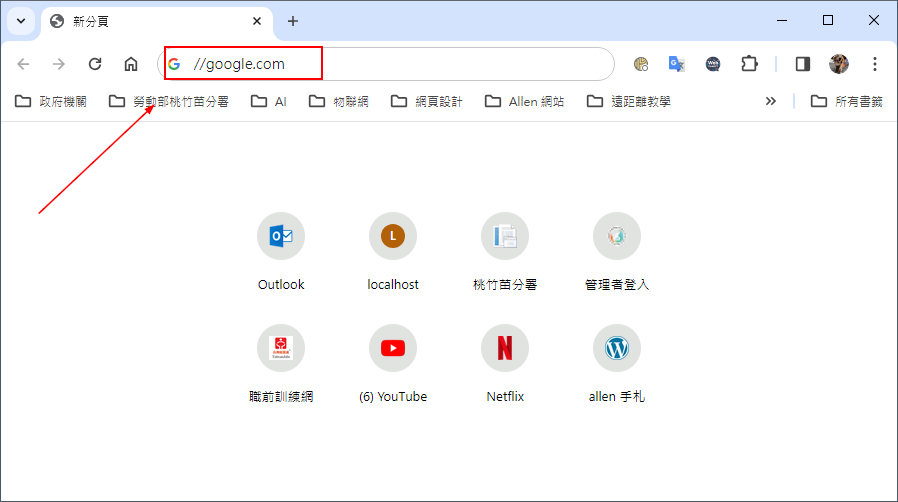 新分頁
//google.com
政府機關 勞動部桃竹苗分署 AI 物聯網 網頁設計 Allen 網站 遠距離教學 所有書籤
Outlook localhost 桃竹苗分署 管理者登入
職前訓練網 (6) YouTube Netflix allen 手札